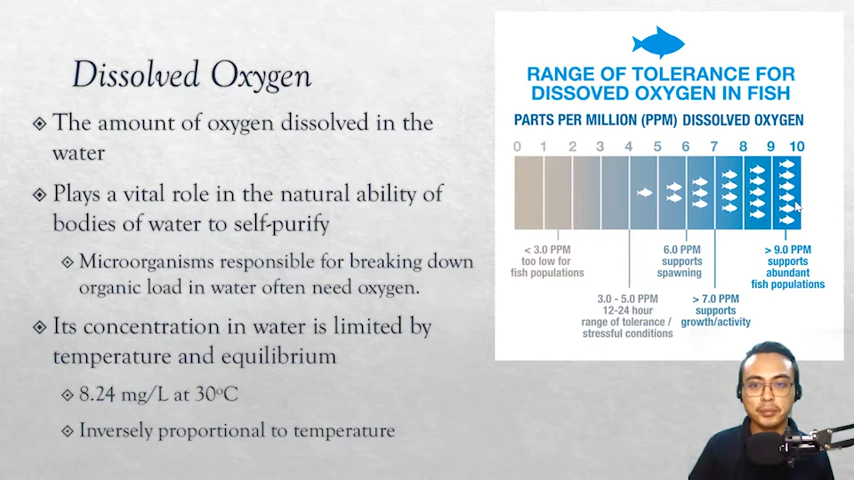 Dissolved Oxygen
The amount of oxygen dissolved in the
water
Plays a vital role in the natural ability of
bodies of water to self-purify
Microorganisms responsible for breaking down
organic load in water often need oxygen.
Its concentration in water is limited by
temperature and equilibrium
8.24 mg/L at 30°C
Inversely proportional to temperature
RANGE OF TOLERANCE FOR
DISSOVED OXYGEN IN FISH
PARTS PER MILLION (PPM) DISSOLVED OXYGEN
0 1 2 3 4 5 6 7 8 9 10
< 3.0 PPM
too low for
fish populations
3.0 - 5.0 PPM
12-24 hour
range of tolerance /
stressful conditions
6.0 PPM
supports
spawning
> 7.0 PPM
supports
growth/activity
> 9.0 PPM
supports
abundant
fish populations